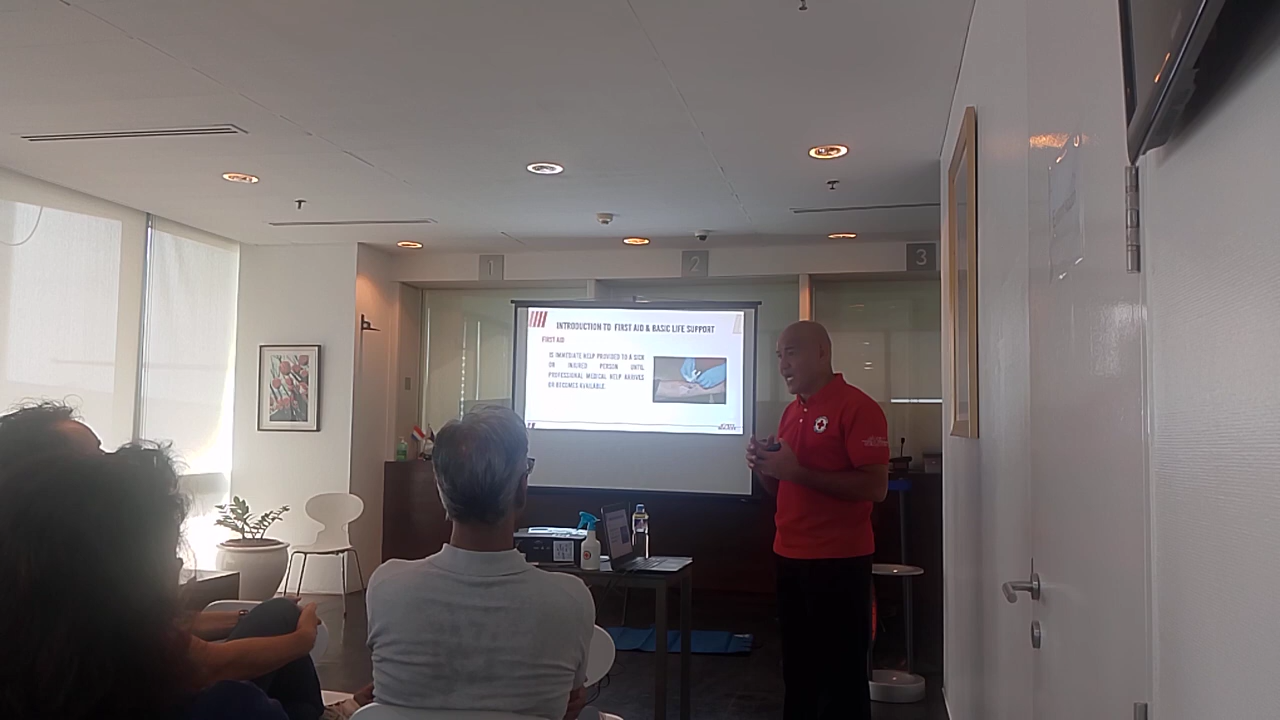 1
2
3
INTRODUCTION TO FIRST AID & BASIC LIFE SUPPORT
FIRST AID
IS IMMEDIATE HELP PROVIDED TO A SICK
OR INJURED PERSON UNTIL
PROFESSIONAL MEDICAL HELP ARRIVES
OR BECOMES AVAILABLE.